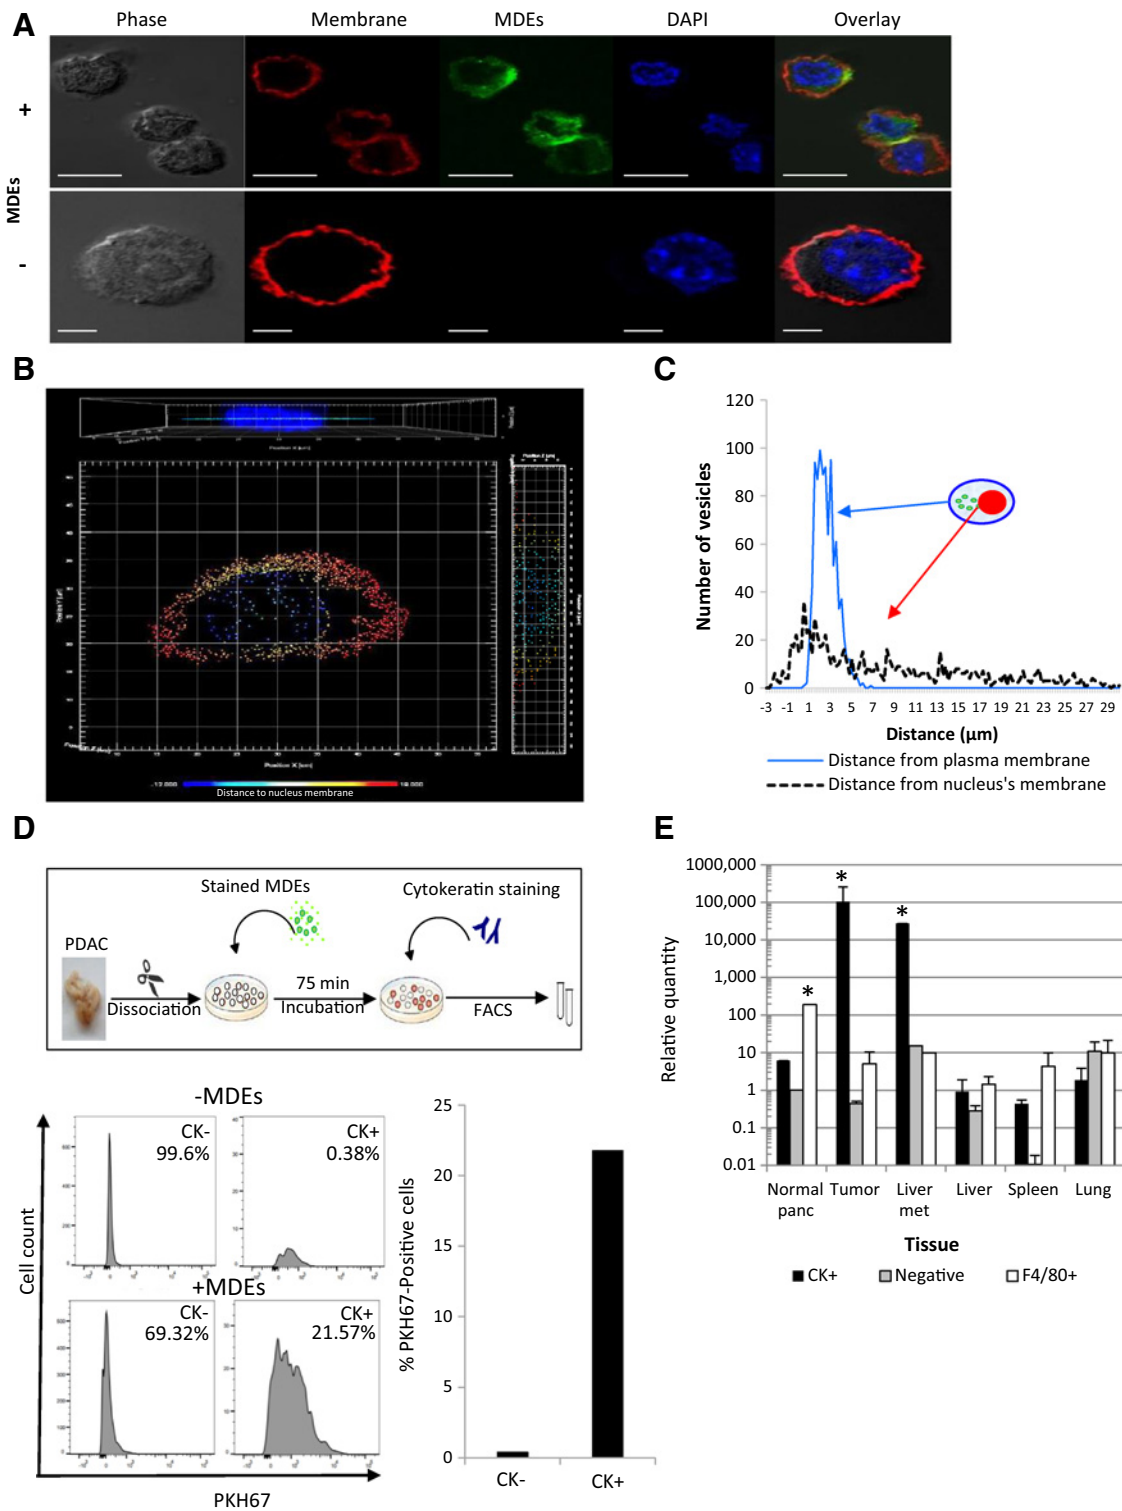 A
Phase Membrane MDEs DAPI Overlay
+
MDEs
-
B
Distance to nucleus membrane
C
Number of vesicles
120
100
80
60
40
20
0
-3 -1 1 3 5 7 9 11 13 15 17 19 21 23 25 27 29
Distance (µm)
Distance from plasma membrane
Distance from nucleus's membrane
D
Stained MDEs
Cytokeratin staining
PDAC
Dissociation
75 min
Incubation
FACS
-MDEs
CK-
99.6%
CK+
0.38%
+MDEs
CK-
69.32%
CK+
21.57%
Cell count
PKH67
% PKH67-Positive cells
25
20
15
10
5
0
CK- CK+
E
Relative quantity
1000,000
100,000
10,000
1,000
100
10
1
0.1
0.01
* * *
Normal panc
Tumor
Liver met
Liver
Spleen
Lung
Tissue
CK+ Negative F4/80+